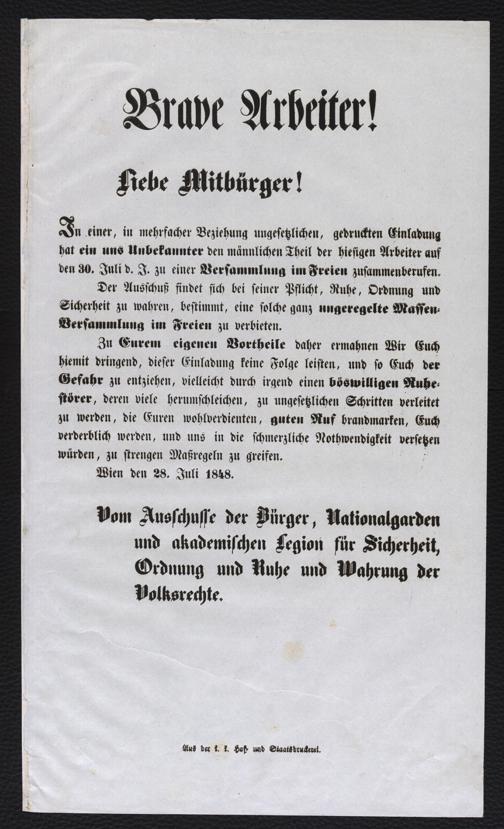 Brave Arbeiter!
Liebe Mitbürger!
In einer, in mehrfacher Beziehung ungesetzlichen, gedruckten Einladung
hat ein uns Unbekannter den männlichen Theil der hiesigen Arbeiter auf
den 30. Juli d. J. zu einer Versammlung im Freien zusammenberufen.
Der Ausschuß findet sich bei seiner Pflicht, Ruhe, Ordnung und
Sicherheit zu wahren, bestimmt, eine solche ganz ungeregelte Massen-
Versammlung im Freien zu verbieten.
Zu Eurem eigenen Vortheile daher ermahnen Wir Euch
hiemit dringend, dieser Einladung keine Folge leisten, und so Euch der
Gefahr zu entziehen, vielleicht durch irgend einen böswilligen Ruhe-
störer, deren viele herumschleichen, zu ungesetzlichen Schritten verleitet
zu werden, die Euren wohlverdienten, guten Ruf brandmarken, Euch
verderblich werden, und uns in die schmerzliche Nothwendigkeit versetzen
würden, zu strengen Maßregeln zu greifen.
Wien den 28. Juli 1848.
Vom Ausschusse der Bürger, Nationalgarden
und akademischen Legion für Sicherheit,
Ordnung und Ruhe und Wahrung der
Volksrechte.
Aus der k. k. Hof- und Staatsdruckerei.